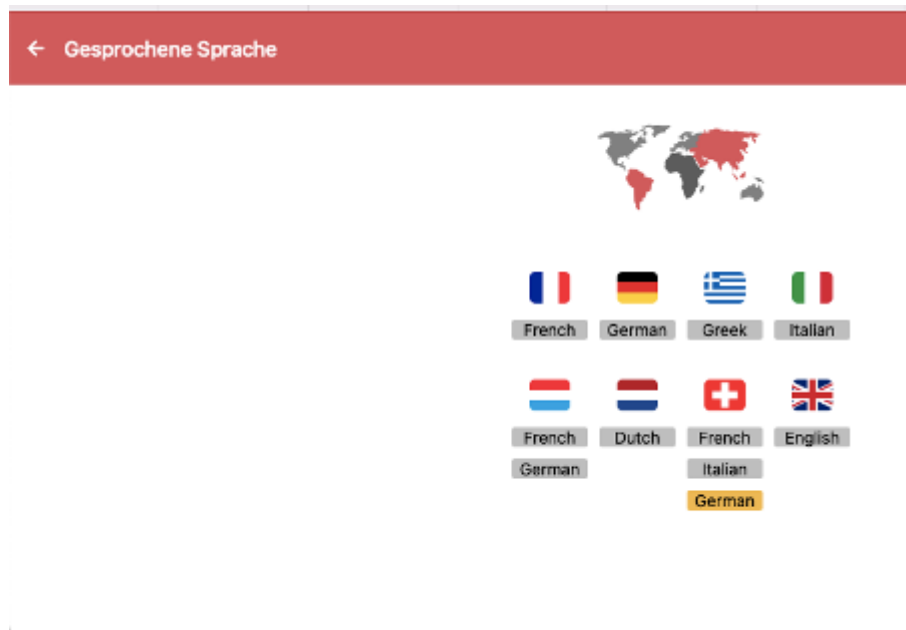 Gesprochene Sprache
French German Greek Italian
French Dutch French English
German Italian
German